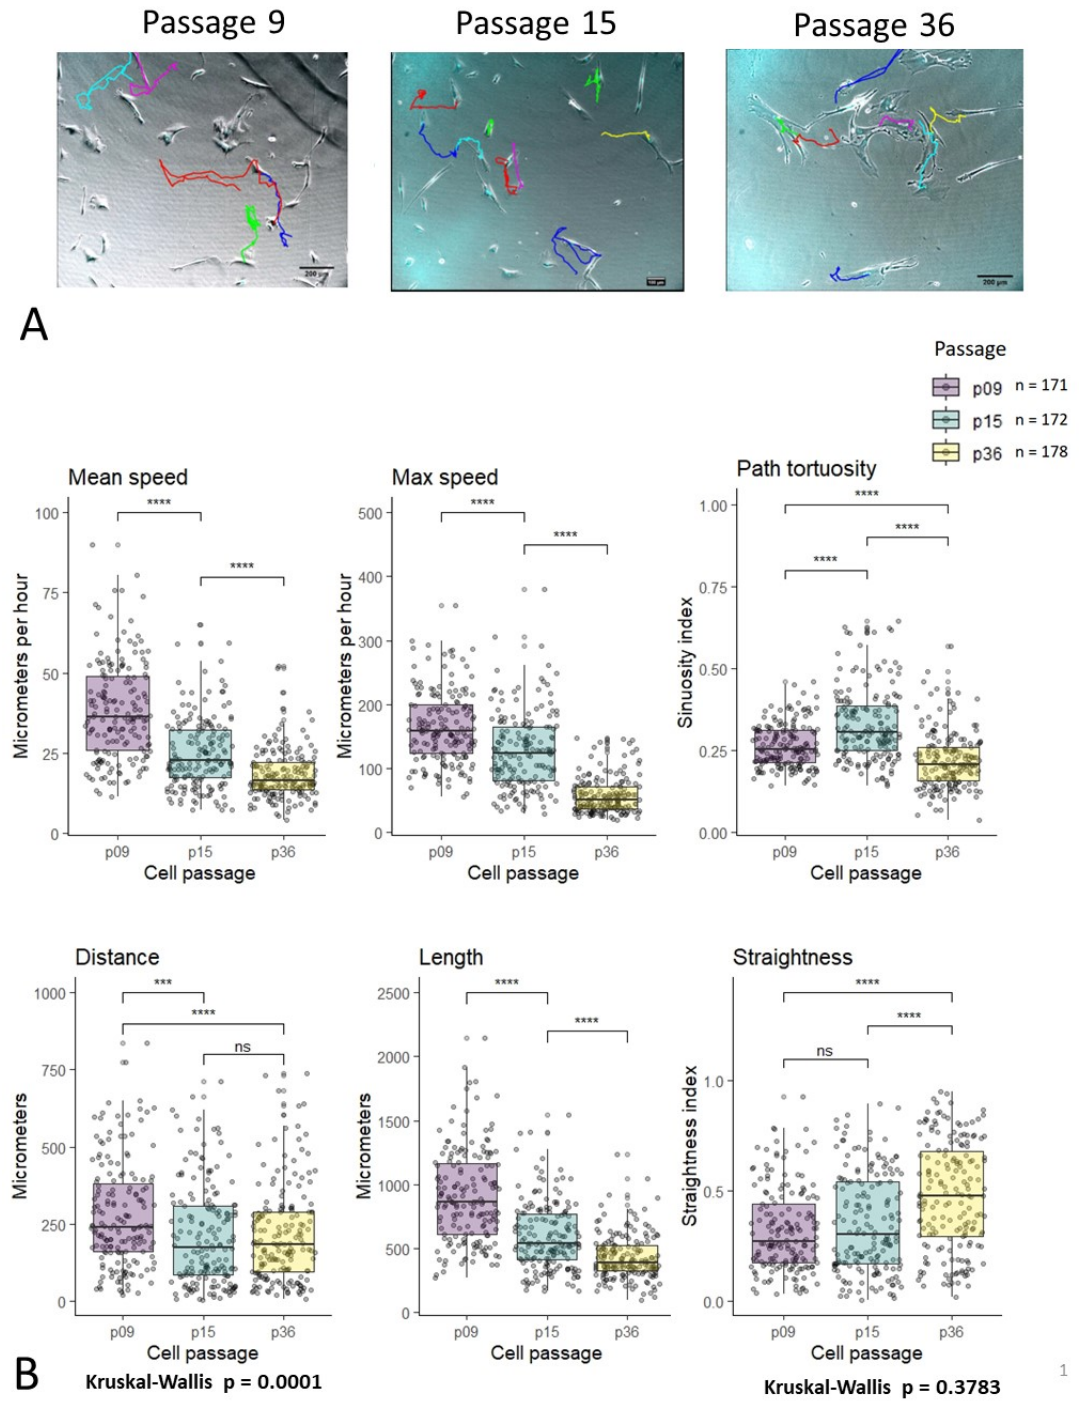 Passage 9
Passage 15
Passage 36
200 µm
200 µm
A
Passage
p09 n = 171
p15 n = 172
p36 n = 178
Mean speed
Micrometers per hour
100
75
50
25
0
****
****
p09 p15 p36
Cell passage
Max speed
Micrometers per hour
500
400
300
200
100
0
****
****
p09 p15 p36
Cell passage
Path tortuosity
Sinuosity index
1.00
0.75
0.50
0.25
0.00
****
****
****
p09 p15 p36
Cell passage
Distance
Micrometers
1000
750
500
250
0
***
****
ns
p09 p15 p36
Cell passage
Length
Micrometers
2500
2000
1500
1000
500
0
****
****
p09 p15 p36
Cell passage
Straightness
Straightness index
1.0
0.5
0.0
****
****
ns
p09 p15 p36
Cell passage
B
Kruskal-Wallis p = 0.0001
Kruskal-Wallis p = 0.3783
1